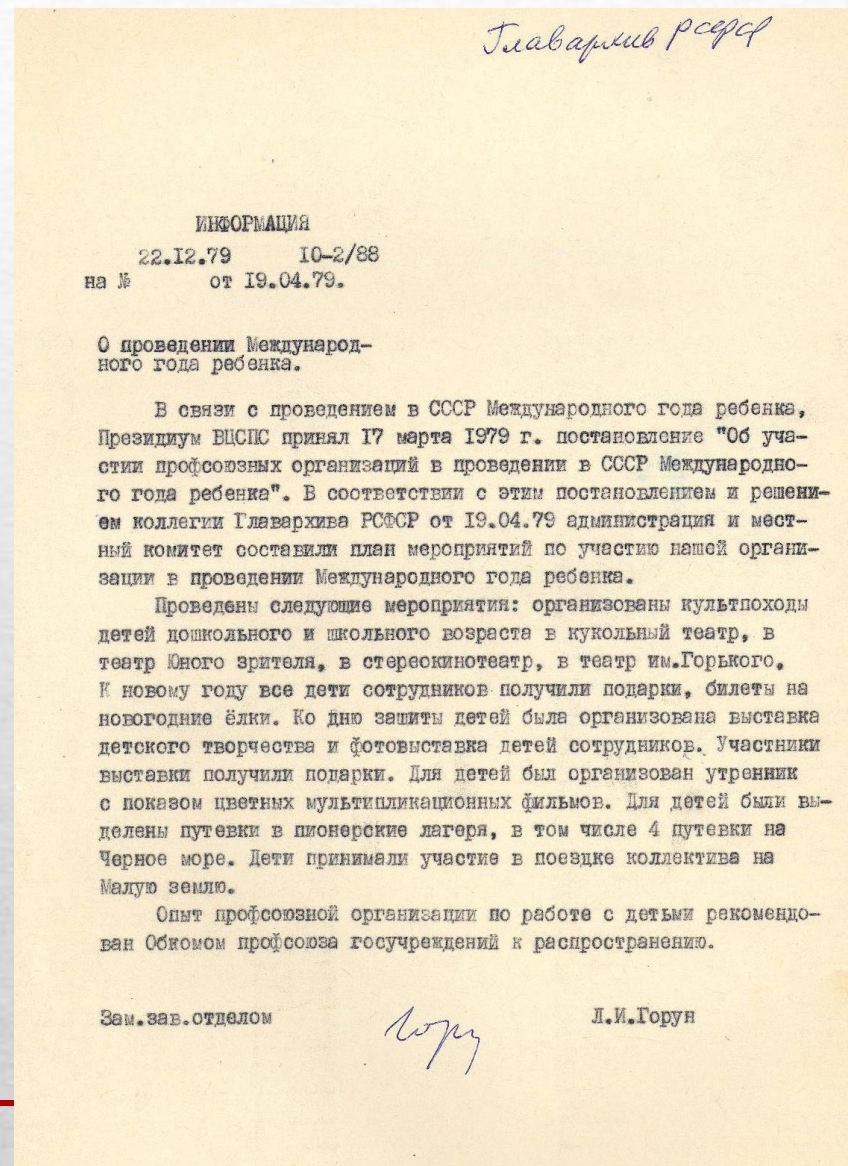 Главархив РСФСР
ИНФОРМАЦИЯ
22.I2.79 I0-2/88
на № от I9.04.79.
О проведении Международ-
ного года ребенка.
В связи с проведением в СССР Международного года ребенка,
Президиум ВЦСПС принял I7 марта I979 г. постановление "Об уча-
стии профсоюзных организаций в проведении в СССР Международно-
го года ребенка". В соответствии с этим постановлением и решени-
ем коллегии Главархива РСФСР от I9.04.79 администрация и мест-
ный комитет составили план мероприятий по участию нашей органи-
зации в проведении Международного года ребенка.
Проведены следующие мероприятия: организованы культпоходы
детей дошкольного и школьного возраста в кукольный театр, в
театр Юного зрителя, в стереокинотеатр, в театр им.Горького.
К новому году все дети сотрудников получили подарки, билеты на
новогодние ёлки. Ко дню зашиты детей была организована выставка
детского творчества и фотовыставка детей сотрудников. Участники
выставки получили подарки. Для детей был организован утренник
с показом цветных мультипликационных фильмов. Для детей были вы-
делены путевки в пионерские лагеря, в том числе 4 путевки на
Черное море. Дети принимали участие в поездке коллектива на
Малую землю.
Опыт профсоюзной организации по работе с детьми рекомендо-
ван Обкомом профсоюза госучреждений к распространению.
Зам.зав.отделом Л.И.Горун